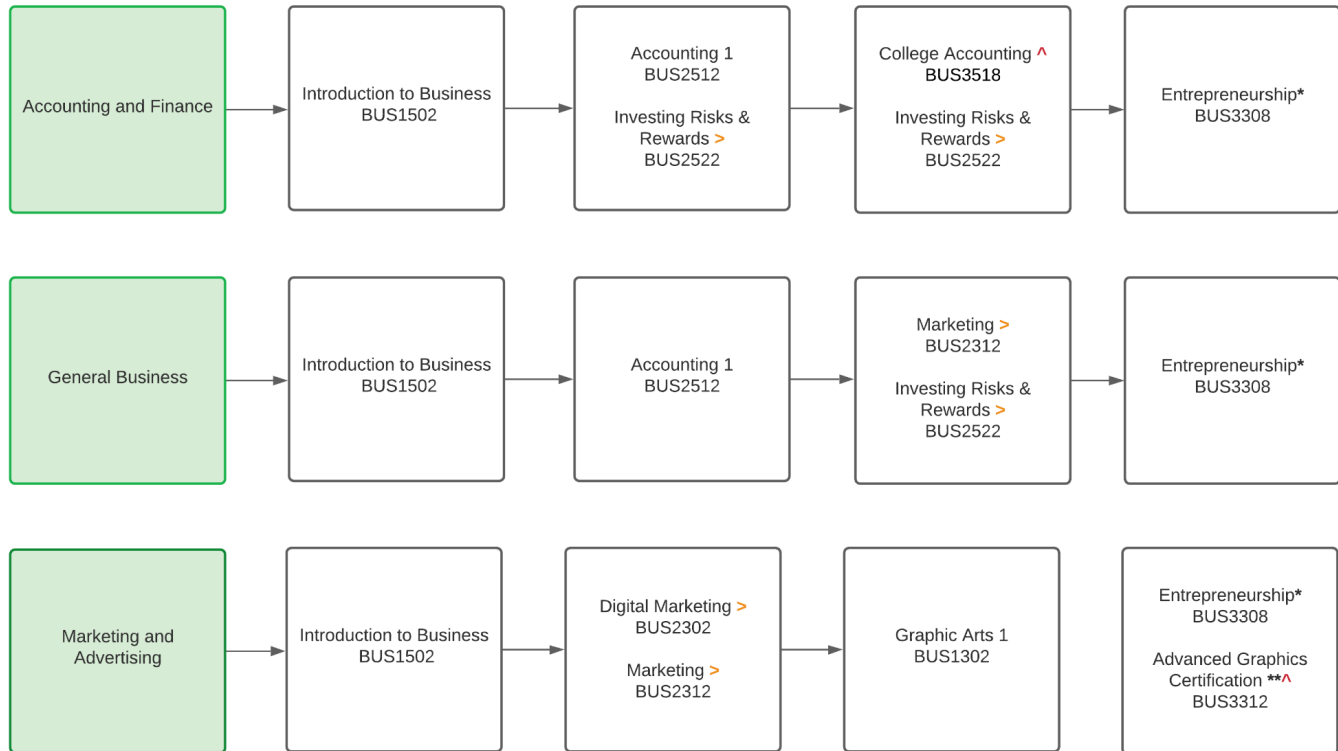 Accounting and Finance
Introduction to Business
BUS1502
Accounting 1
BUS2512
Investing Risks &
Rewards >
BUS2522
College Accounting ^
BUS3518
Investing Risks &
Rewards >
BUS2522
Entrepreneurship*
BUS3308
General Business
Introduction to Business
BUS1502
Accounting 1
BUS2512
Marketing >
BUS2312
Investing Risks &
Rewards >
BUS2522
Entrepreneurship*
BUS3308
Marketing and
Advertising
Introduction to Business
BUS1502
Digital Marketing >
BUS2302
Marketing >
BUS2312
Graphic Arts 1
BUS1302
Entrepreneurship*
BUS3308
Advanced Graphics
Certification **^
BUS3312